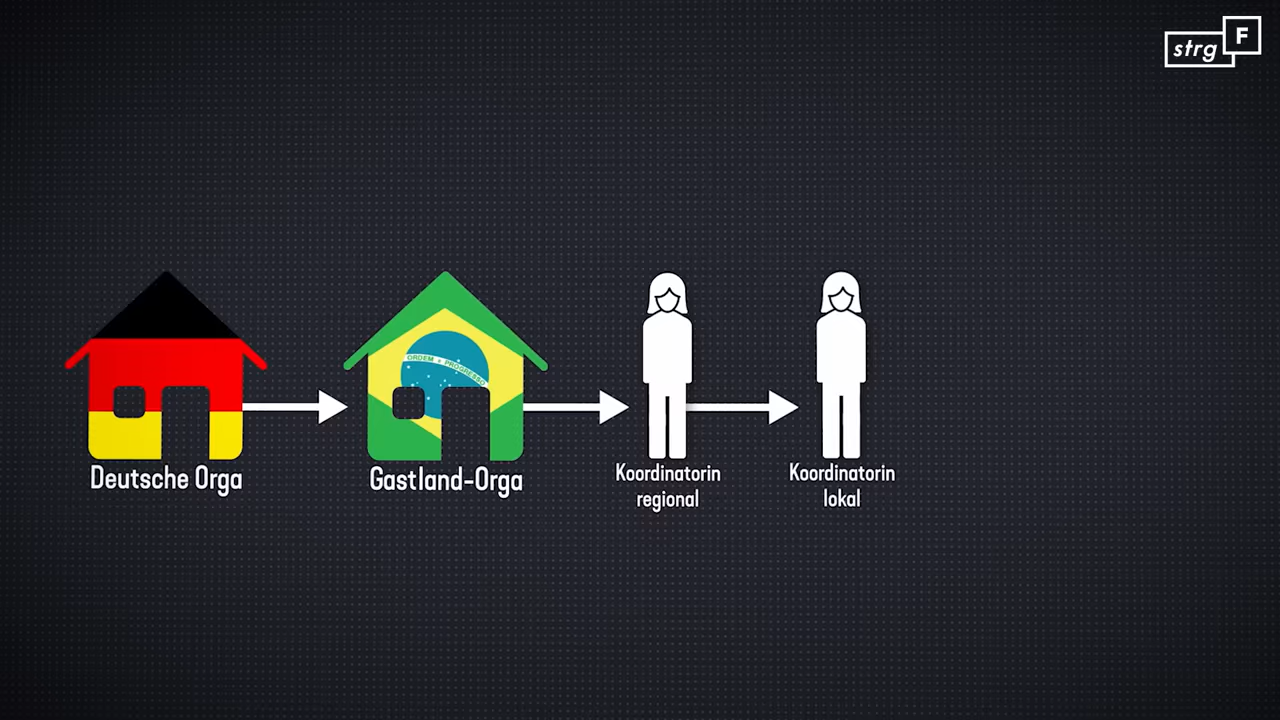 strg F
ORDEM E PROGRESSO
Deutsche Orga
Gastland-Orga
Koordinatorin
regional
Koordinatorin
lokal